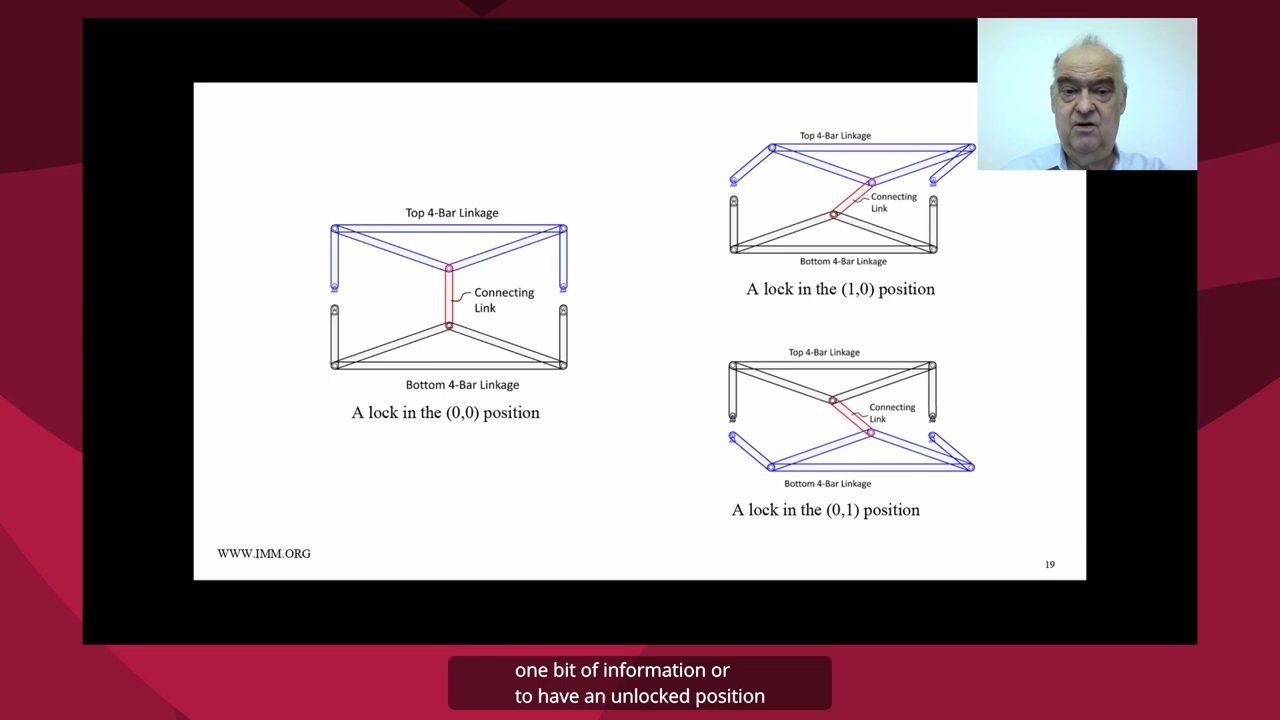 Top 4-Bar Linkage
Connecting
Link
Bottom 4-Bar Linkage
A lock in the (0,0) position
Top 4-Bar Linkage
Connecting
Link
Bottom 4-Bar Linkage
A lock in the (1,0) position
Top 4-Bar Linkage
Connecting
Link
Bottom 4-Bar Linkage
A lock in the (0,1) position
WWW.IMM.ORG
19
one bit of information or
to have an unlocked position